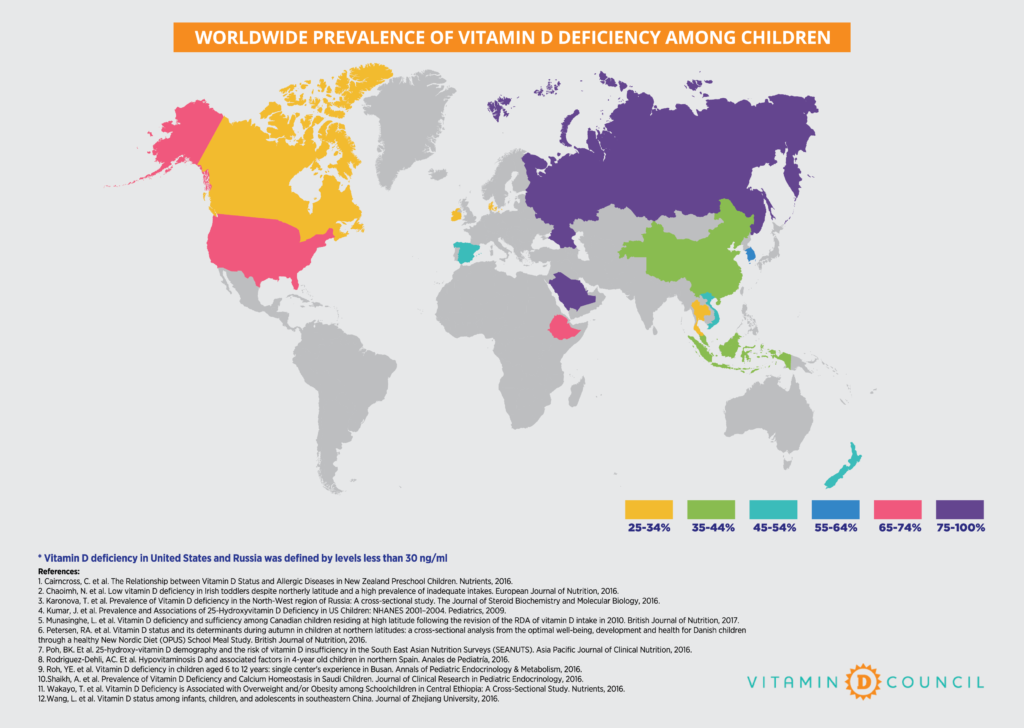 WORLDWIDE PREVALENCE OF VITAMIN D DEFICIENCY AMONG CHILDREN
25-34%
35-44%
45-54%
55-64%
65-74%
75-100%
* Vitamin D deficiency in United States and Russia was defined by levels less than 30 ng/ml
References:
1. Cairncross, C. et al. The Relationship between Vitamin D Status and Allergic Diseases in New Zealand Preschool Children. Nutrients, 2016.
2. Chaoimh, N. et al. Low vitamin D deficiency in Irish toddlers despite northerly latitude and a high prevalence of inadequate intakes. European Journal of Nutrition, 2016.
3. Karonova, T. et al. Prevalence of Vitamin D deficiency in the North-West region of Russia: A cross-sectional study. The Journal of Steroid Biochemistry and Molecular Biology, 2016.
4. Kumar, J. et al. Prevalence and Associations of 25-Hydroxyvitamin D Deficiency in US Children: NHANES 2001–2004. Pediatrics, 2009.
5. Munasinghe, L. et al. Vitamin D deficiency and sufficiency among Canadian children residing at high latitude following the revision of the RDA of vitamin D intake in 2010. British Journal of Nutrition, 2017.
6. Petersen, RA. et al. Vitamin D status and its determinants during autumn in children at northern latitudes: a cross-sectional analysis from the optimal well-being, development and health for Danish children
through a healthy New Nordic Diet (OPUS) School Meal Study. British Journal of Nutrition, 2016.
7. Poh, BK. Et al. 25-hydroxy-vitamin D demography and the risk of vitamin D insufficiency in the South East Asian Nutrition Surveys (SEANUTS). Asia Pacific Journal of Clinical Nutrition, 2016.
8. Rodriguez-Dehli, AC. Et al. Hypovitaminosis D and associated factors in 4-year old children in northern Spain. Anales de Pediatría, 2016.
9. Roh, YE. et al. Vitamin D deficiency in children aged 6 to 12 years: single center's experience in Busan. Annals of Pediatric Endocrinology & Metabolism, 2016.
10.Shaikh, A. et al. Prevalence of Vitamin D Deficiency and Calcium Homeostasis in Saudi Children. Journal of Clinical Research in Pediatric Endocrinology, 2016.
11. Wakayo, T. et al. Vitamin D Deficiency is Associated with Overweight and/or Obesity among Schoolchildren in Central Ethiopia: A Cross-Sectional Study. Nutrients, 2016.
12.Wang, L. et al. Vitamin D status among infants, children, and adolescents in southeastern China. Journal of Zhejiang University, 2016.
VITAMIN D COUNCIL